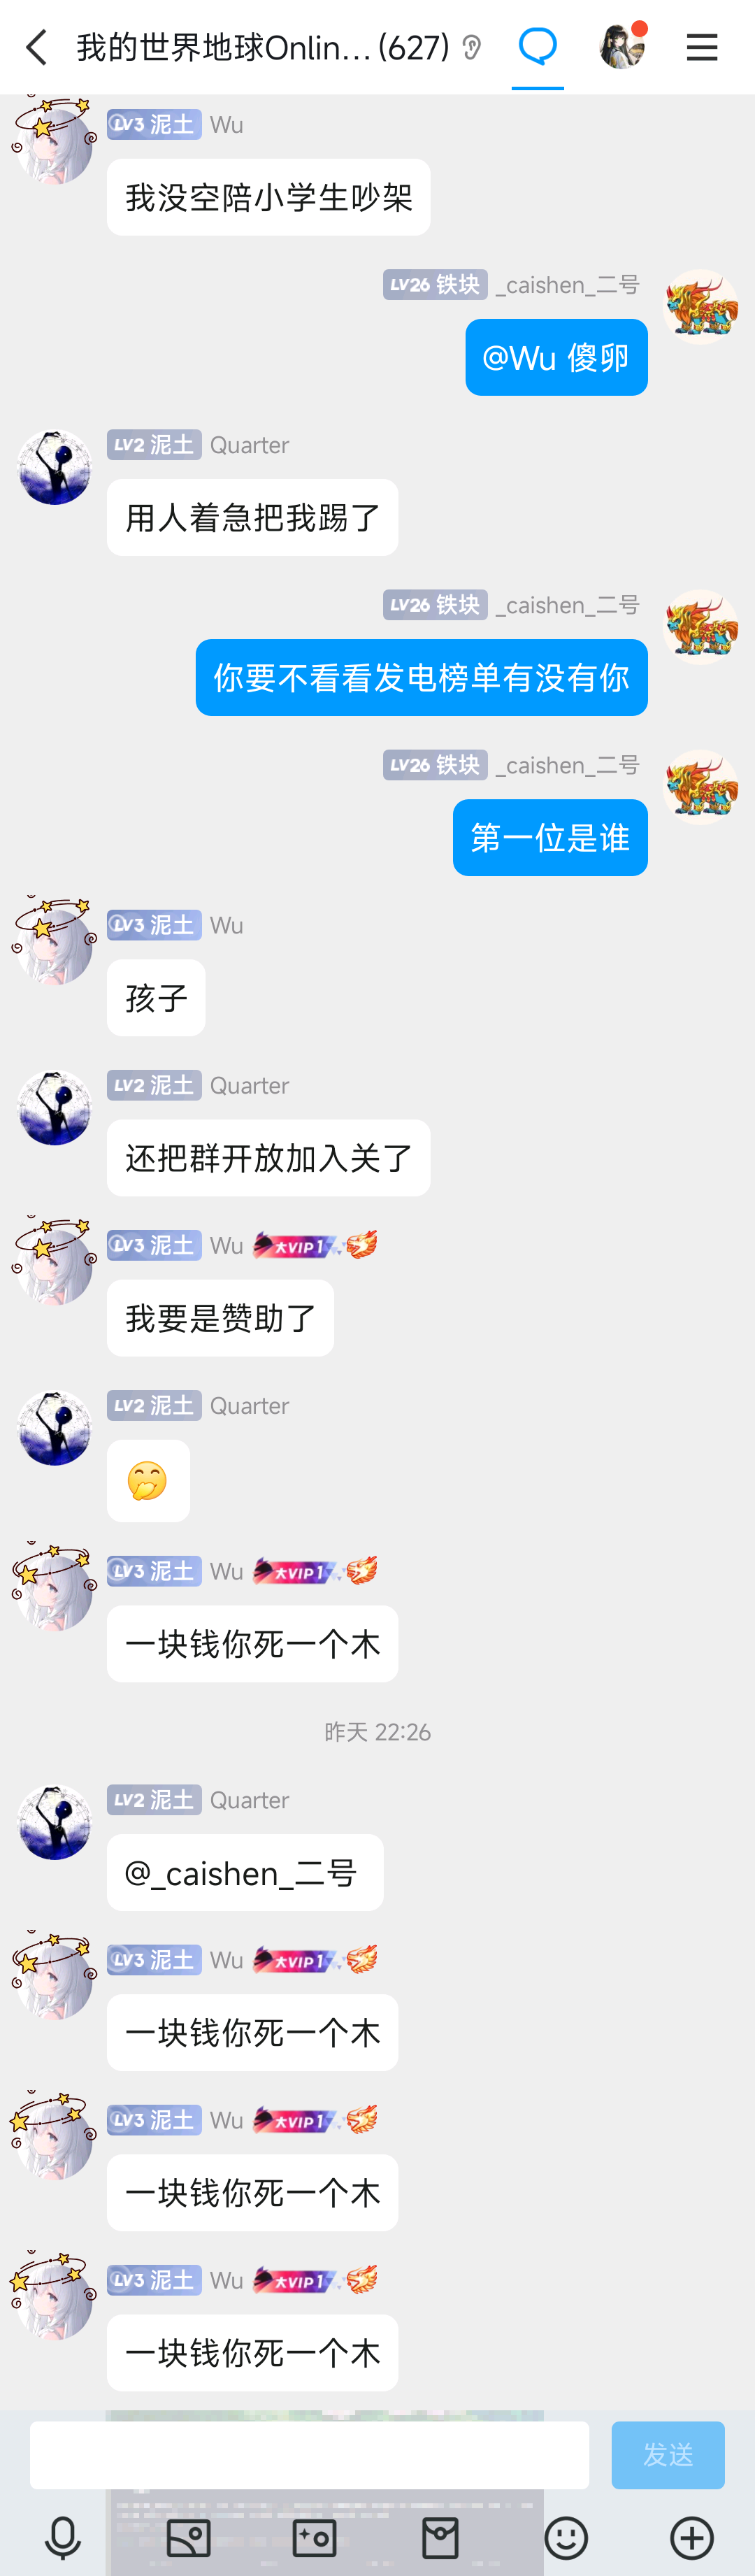 我的世界地球Onlin...(627)
LV3 泥土 Wu
我没空陪小学生吵架
LV26 铁块 _caishen_二号
@Wu 傻卵
LV2 泥土 Quarter
用人着急把我踢了
LV26 铁块 _caishen_二号
你要不看看发电榜单有没有你
LV26 铁块 _caishen_二号
第一位是谁
LV3 泥土 Wu
孩子
LV2 泥土 Quarter
还把群开放加入关了
LV3 泥土 Wu 大VIP1
我要是赞助了
LV2 泥土 Quarter
LV3 泥土 Wu 大VIP1
一块钱你死一个木
昨天 22:26
LV2 泥土 Quarter
@_caishen_二号
LV3 泥土 Wu 大VIP1
一块钱你死一个木
LV3 泥土 Wu 大VIP1
一块钱你死一个木
LV3 泥土 Wu 大VIP1
一块钱你死一个木
发送